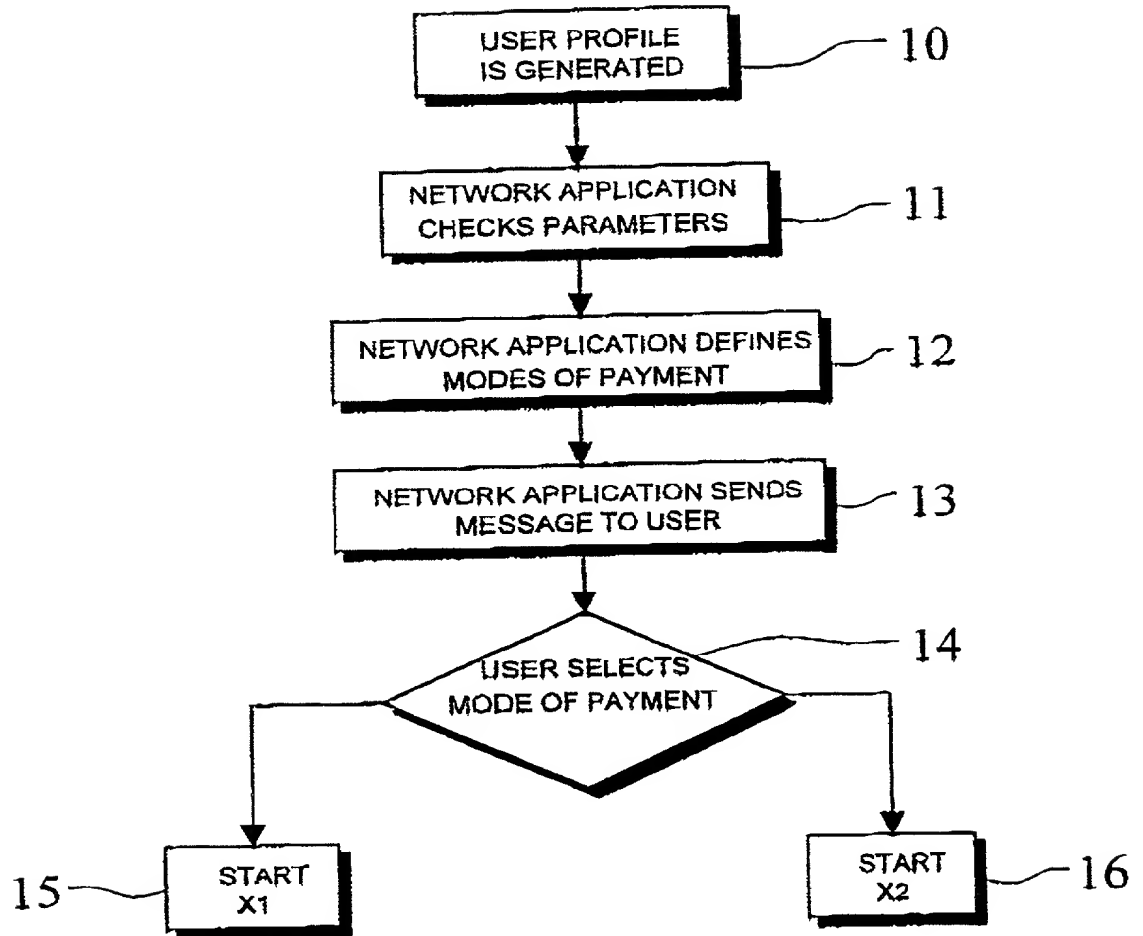 USER PROFILE
IS GENERATED
10
NETWORK APPLICATION
CHECKS PARAMETERS
11
NETWORK APPLICATION DEFINES
MODES OF PAYMENT
12
NETWORK APPLICATION SENDS
MESSAGE TO USER
13
USER SELECTS
MODE OF PAYMENT
14
15
START
X1
START
X2
16